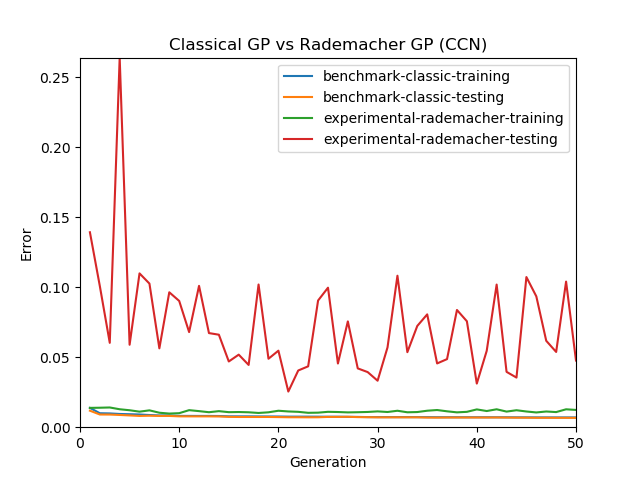 Classical GP vs Rademacher GP (CCN)
benchmark-classic-training
benchmark-classic-testing
experimental-rademacher-training
experimental-rademacher-testing
Error
0.25
0.20
0.15
0.10
0.05
0.00
0 10 20 30 40 50
Generation